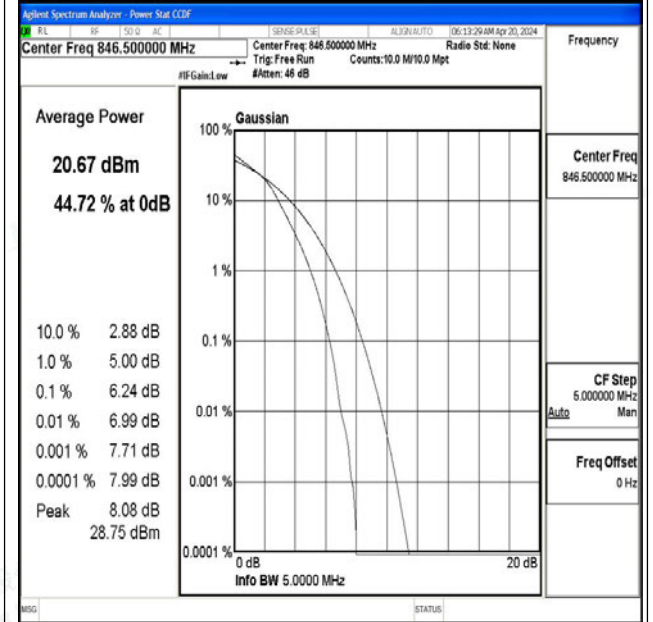 Agilent Spectrum Analyzer - Power Stat CCDF
RL RF 50 Ω AC SENSE:PULSE ALIGN AUTO 06:13:29 AM Apr 20, 2024
Center Freq 846.500000 MHz
Center Freq: 846.500000 MHz Radio Std: None
Trig: Free Run Counts:10.0 M/10.0 Mpt
#IFGain:Low #Atten: 46 dB
Frequency
Average Power
20.67 dBm
44.72 % at 0dB
10.0 % 2.88 dB
1.0 % 5.00 dB
0.1 % 6.24 dB
0.01 % 6.99 dB
0.001 % 7.71 dB
0.0001 % 7.99 dB
Peak 8.08 dB
28.75 dBm
Gaussian
100 %
10 %
1 %
0.1 %
0.01 %
0.001 %
0.0001 %
0 dB 20 dB
Info BW 5.0000 MHz
Center Freq
846.500000 MHz
CF Step
5.000000 MHz
Auto Man
Freq Offset
0 Hz
MSG STATUS